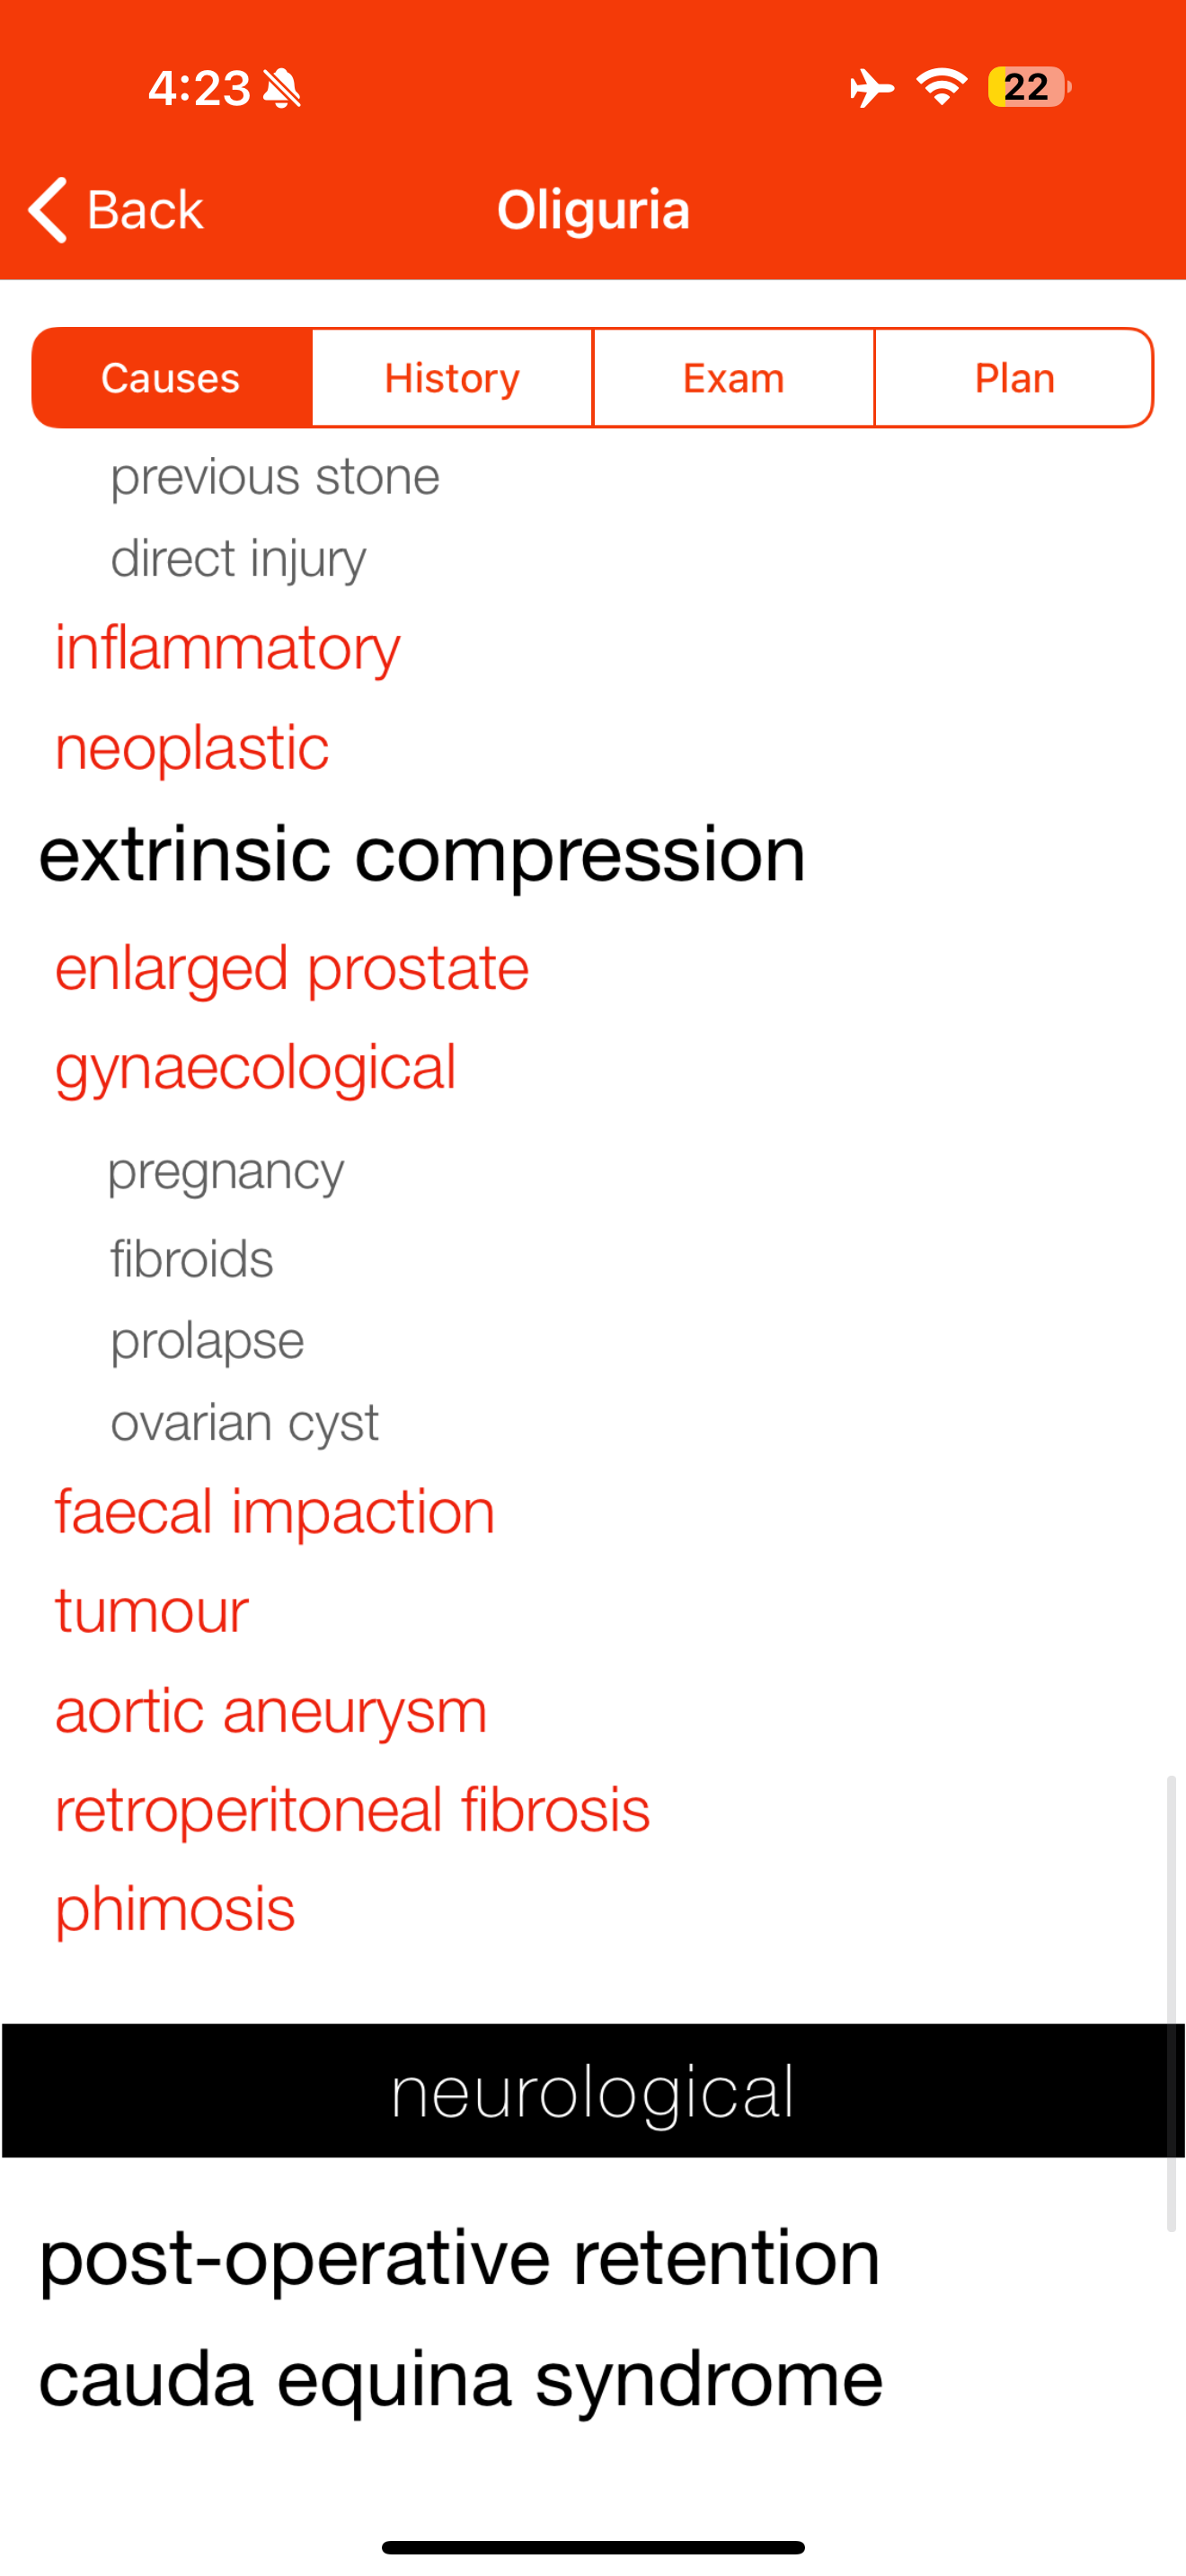 4:23
22
Back
Oliguria
Causes
History
Exam
Plan
previous stone
direct injury
inflammatory
neoplastic
extrinsic compression
enlarged prostate
gynaecological
pregnancy
fibroids
prolapse
ovarian cyst
faecal impaction
tumour
aortic aneurysm
retroperitoneal fibrosis
phimosis
neurological
post-operative retention
cauda equina syndrome